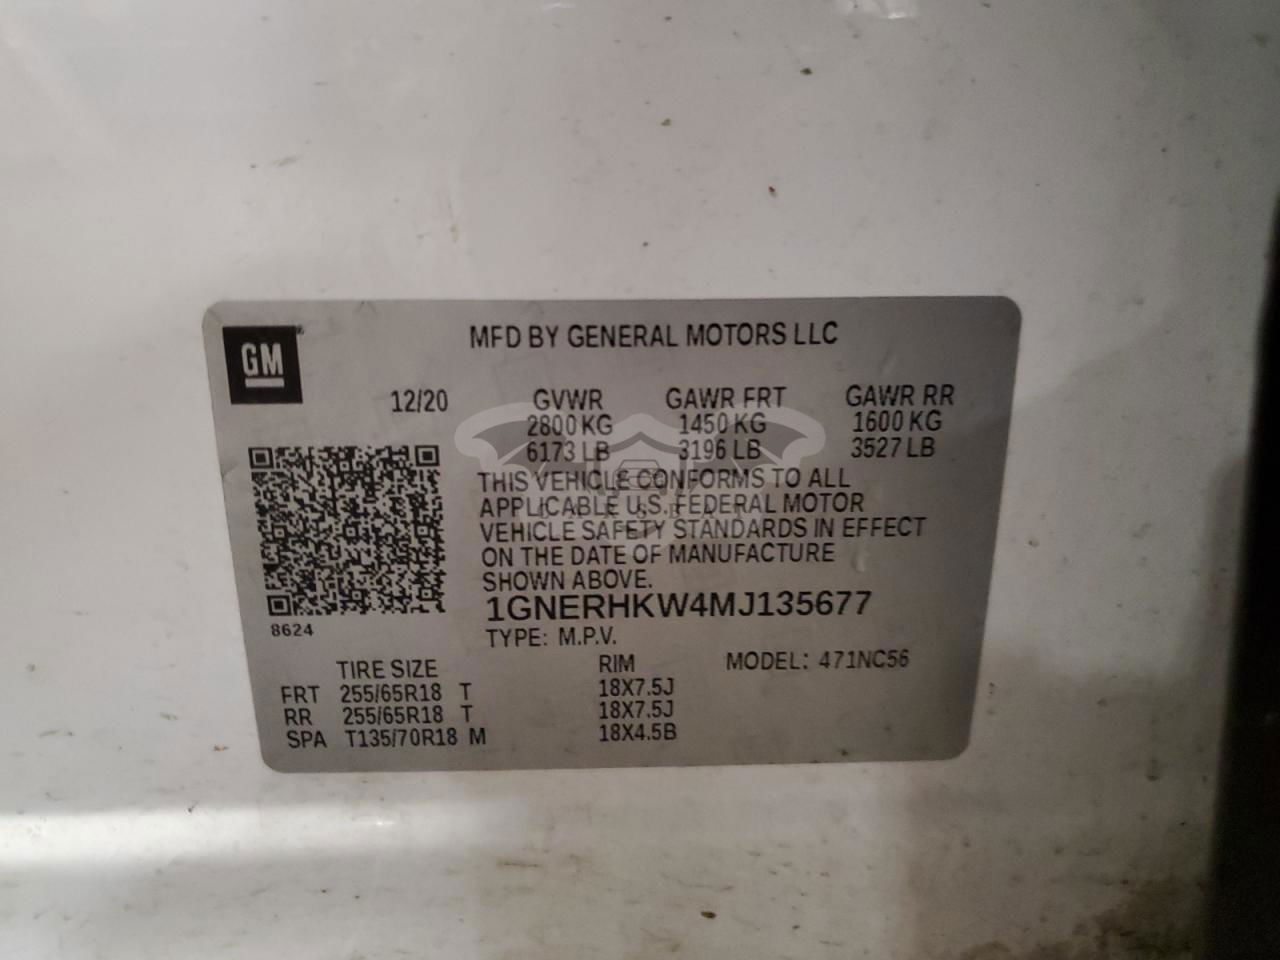 GM
MFD BY GENERAL MOTORS LLC
12/20 GVWR GAWR FRT GAWR RR
2800 KG 1450 KG 1600 KG
6173 LB 3196 LB 3527 LB
THIS VEHICLE CONFORMS TO ALL
APPLICABLE U.S. FEDERAL MOTOR
VEHICLE SAFETY STANDARDS IN EFFECT
ON THE DATE OF MANUFACTURE
SHOWN ABOVE.
1GNERHKW4MJ135677
8624
TYPE: M.P.V.
TIRE SIZE RIM MODEL: 471NC56
FRT 255/65R18 T 18X7.5J
RR 255/65R18 T 18X7.5J
SPA T135/70R18 M 18X4.5B